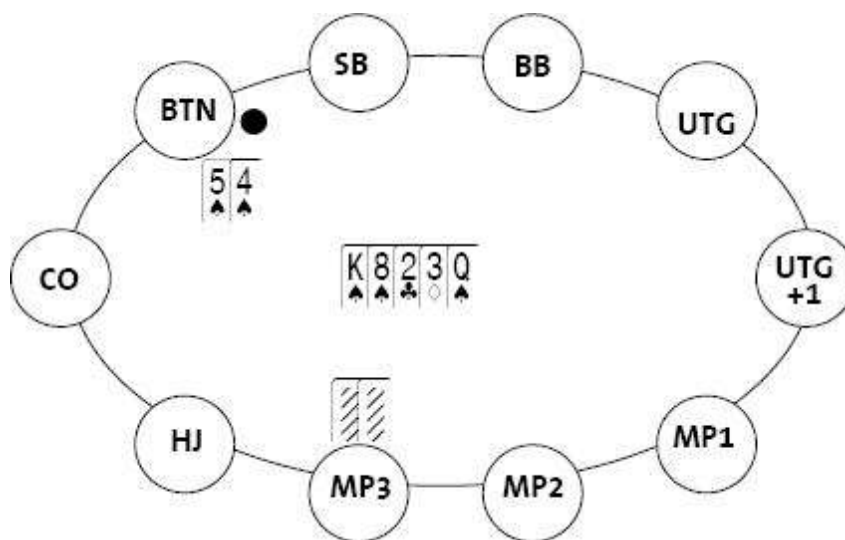 SB
BB
BTN
UTG
5♠ 4♠
CO
K♠ 8♠ 2♣ 3♢ Q♠
UTG
+1
HJ
MP1
MP3
MP2